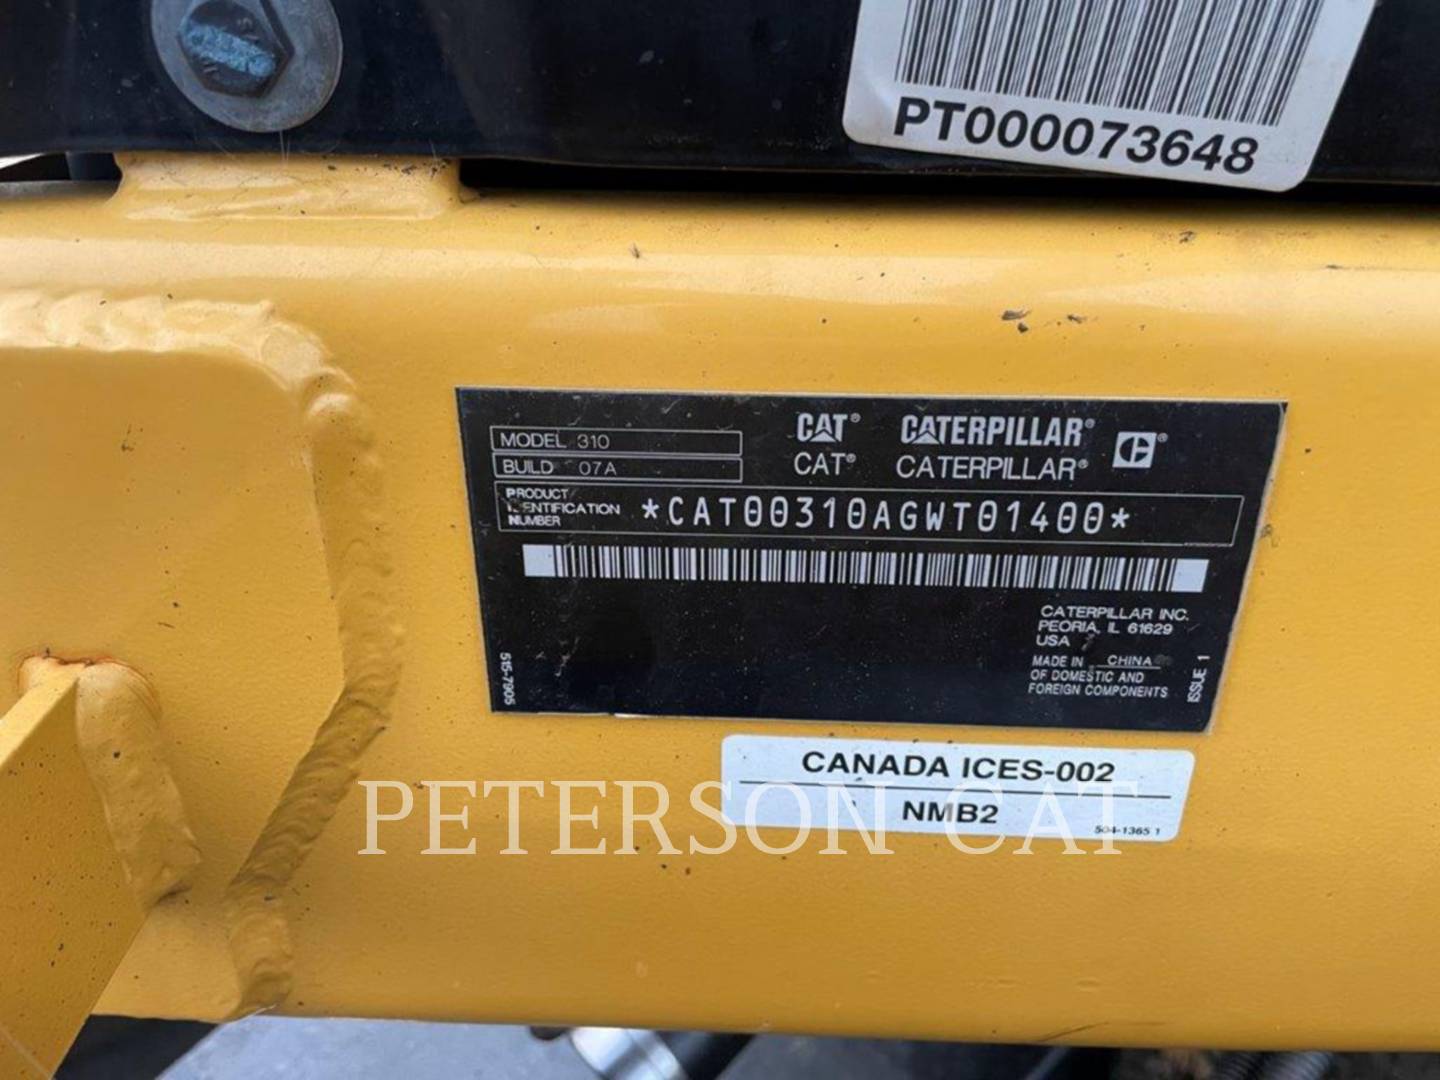 PT000073648
MODEL 310
BUILD 07A
CAT® CATERPILLAR®
CAT® CATERPILLAR®
PRODUCT
IDENTIFICATION
NUMBER
*CAT00310AGWT01400*
CATERPILLAR INC.
PEORIA, IL 61629
USA
MADE IN CHINA
OF DOMESTIC AND
FOREIGN COMPONENTS
515-7905
ISSUE 1
CANADA ICES-002
NMB2
504-1365 1
PETERSON CAT